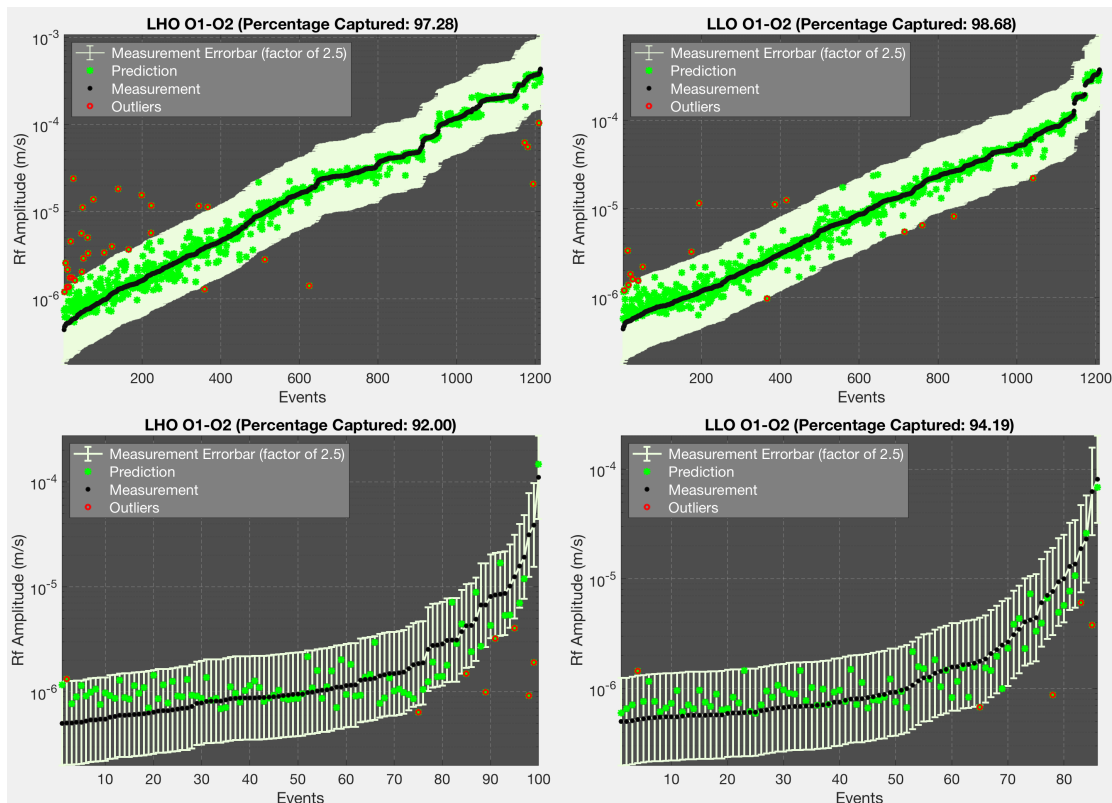 LHO O1-O2 (Percentage Captured: 97.28)
Rf Amplitude (m/s)
10^-3
10^-4
10^-5
10^-6
Measurement Errorbar (factor of 2.5)
Prediction
Measurement
Outliers
200 400 600 800 1000 1200
Events
LLO O1-O2 (Percentage Captured: 98.68)
Rf Amplitude (m/s)
10^-4
10^-5
10^-6
Measurement Errorbar (factor of 2.5)
Prediction
Measurement
Outliers
200 400 600 800 1000 1200
Events
LHO O1-O2 (Percentage Captured: 92.00)
Rf Amplitude (m/s)
10^-4
10^-5
10^-6
Measurement Errorbar (factor of 2.5)
Prediction
Measurement
Outliers
10 20 30 40 50 60 70 80 90 100
Events
LLO O1-O2 (Percentage Captured: 94.19)
Rf Amplitude (m/s)
10^-4
10^-5
10^-6
Measurement Errorbar (factor of 2.5)
Prediction
Measurement
Outliers
10 20 30 40 50 60 70 80
Events